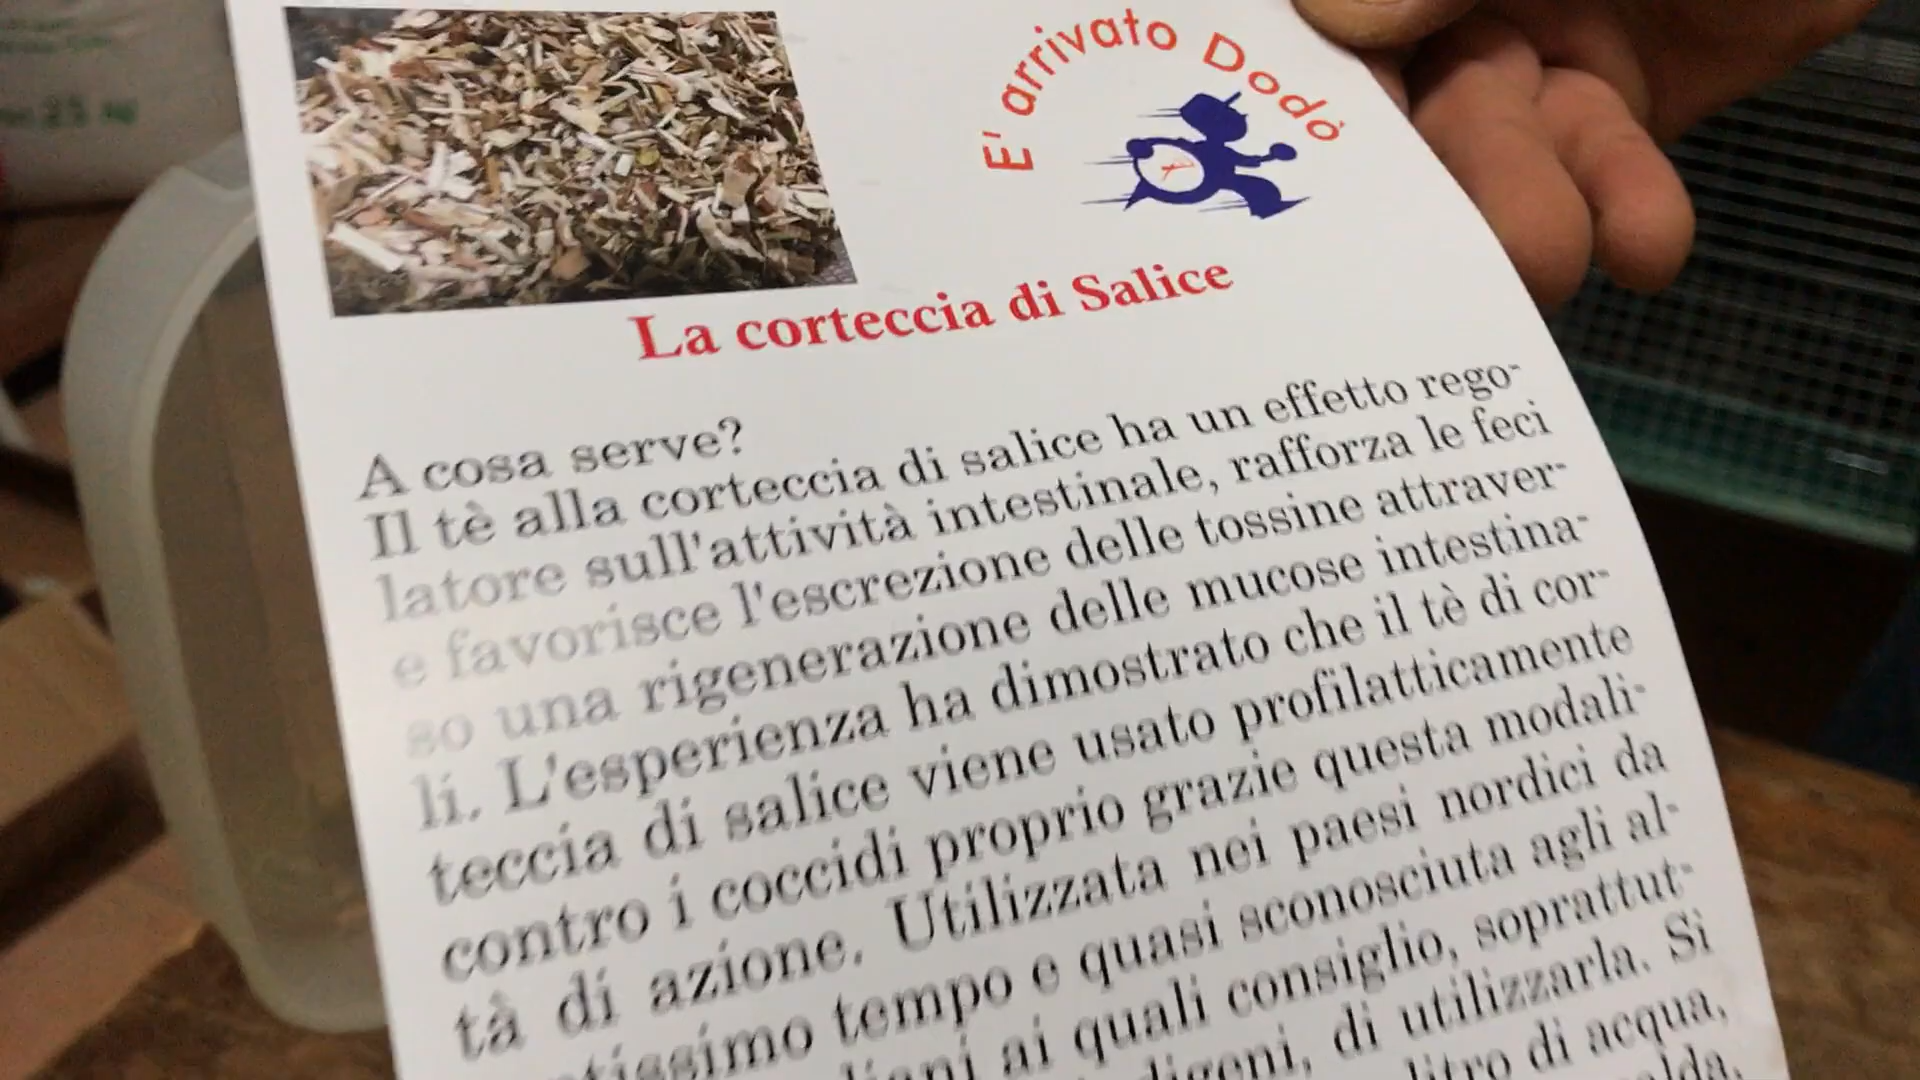 E' arrivato Dodò
La corteccia di Salice
A cosa serve?
Il tè alla corteccia di salice ha un effetto rego-
latore sull'attività intestinale, rafforza le feci
e favorisce l'escrezione delle tossine attraver-
so una rigenerazione delle mucose intestina-
li. L'esperienza ha dimostrato che il tè di cor-
teccia di salice viene usato profilatticamente
contro i coccidi proprio grazie questa modali-
tà di azione. Utilizzata nei paesi nordici da
tempo e quasi sconosciuta agli al-
ai quali consiglio, soprattut-
di utilizzarla. Si
litro di acqua,